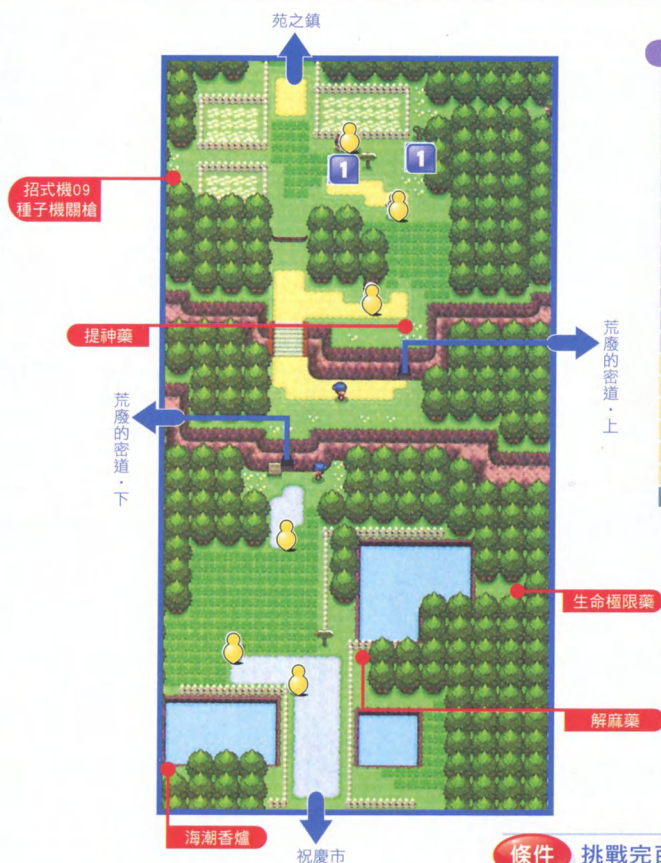 苑之鎮
1
1
招式機09
種子機關槍
提神藥
荒廢的密道・上
荒廢的密道・下
生命極限藥
解麻藥
海潮香爐
祝慶市
條件 挑戰完